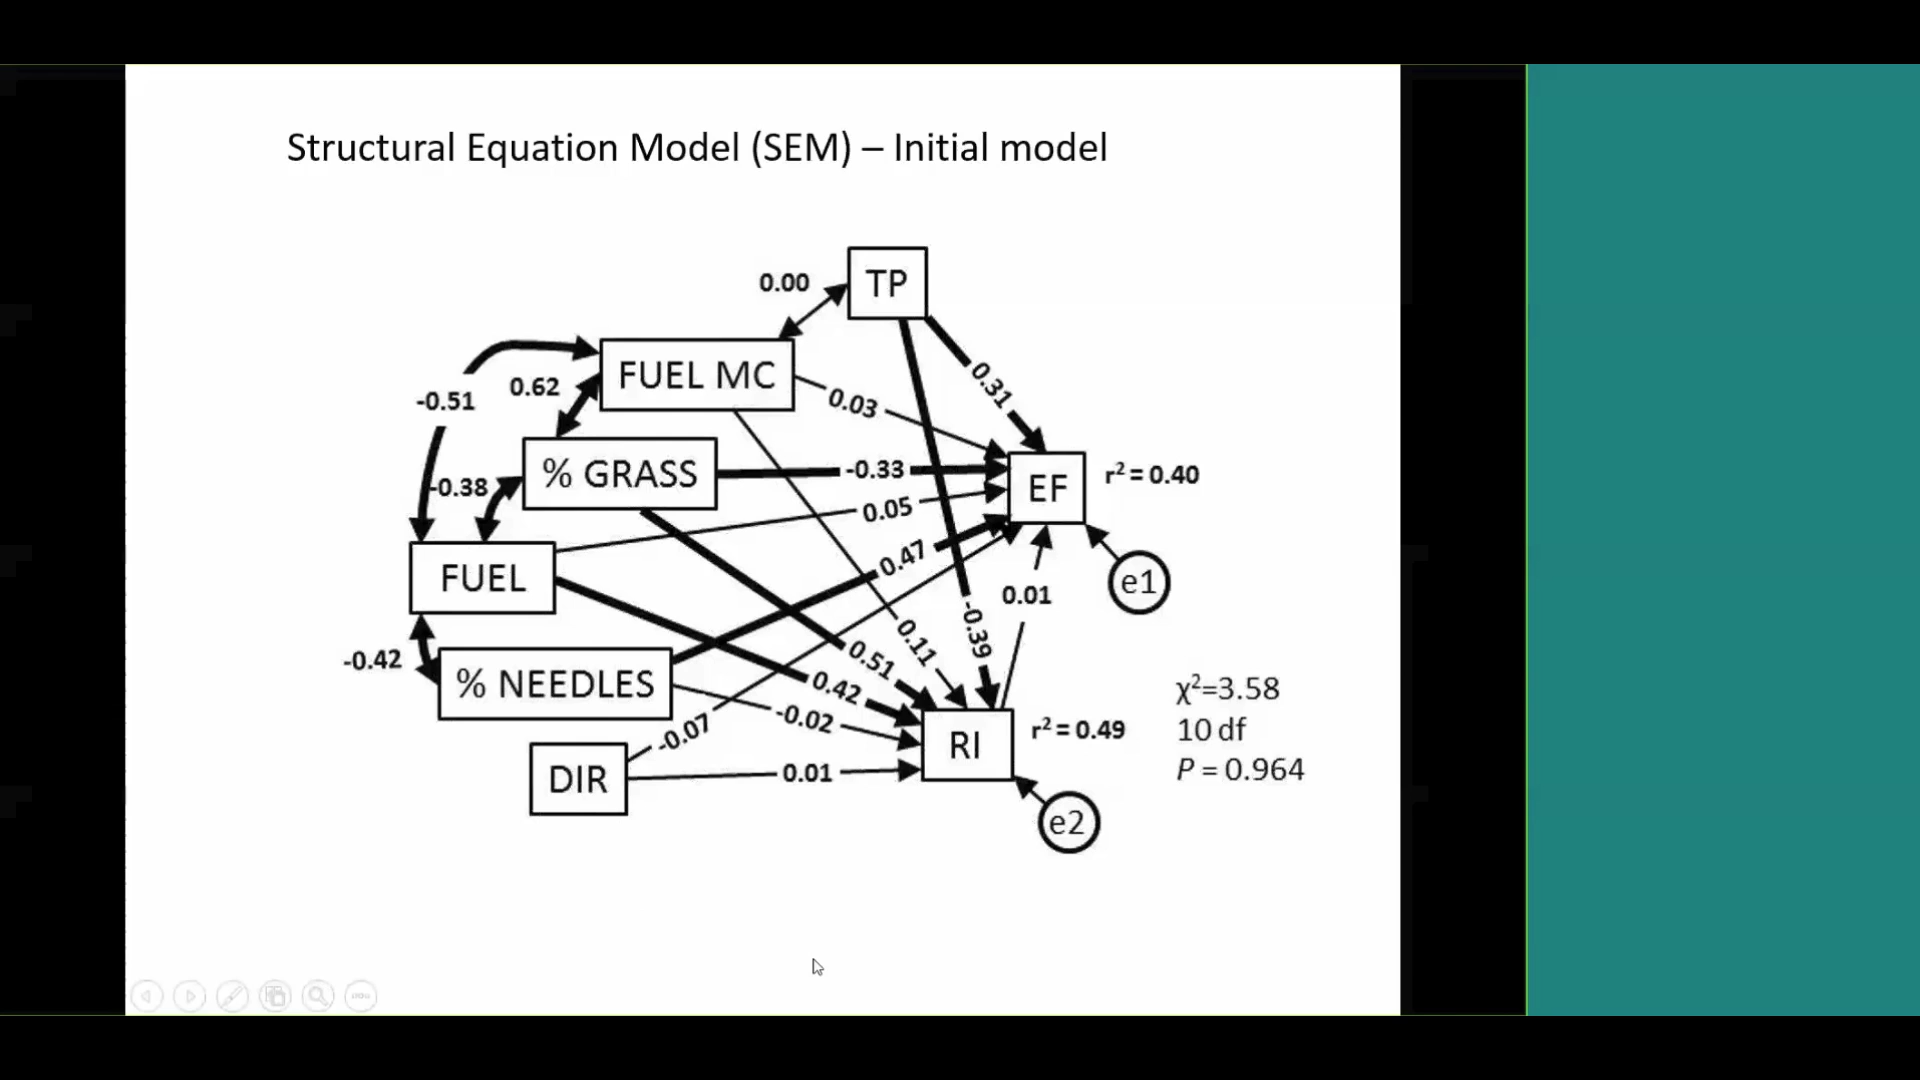 Structural Equation Model (SEM) – Initial model
TP
0.00
FUEL MC
0.62
-0.51
0.31
0.03
% GRASS
-0.38
-0.33
EF
r² = 0.40
0.05
FUEL
0.47
0.01
e1
-0.39
0.11
-0.42
% NEEDLES
0.51
0.42
-0.02
-0.07
RI
r² = 0.49
χ²=3.58
10 df
P = 0.964
DIR
0.01
e2